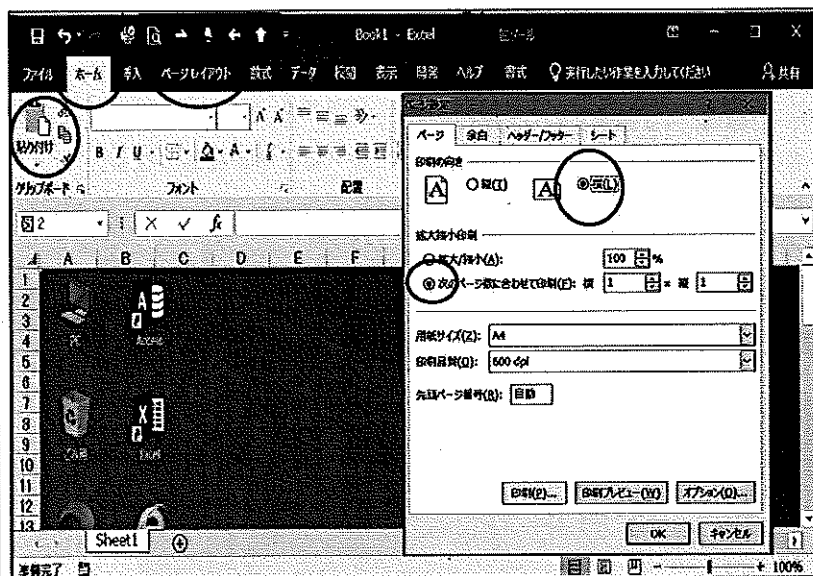 Book1 - Excel
ファイル ホーム 挿入 ページレイアウト 数式 データ 校閲 表示 開発 ヘルプ 書式 実行したい作業を入力してください 共有
貼り付け
B I U
クリップボード フォント 配置
fx
A B C D E F
1
2
3
4
5
6
7
8
9
10
11
12
13
PC Access
Excel
ページ 余白 ヘッダー/フッター シート
印刷の向き
縦(T) 横(L)
拡大縮小印刷
拡大/縮小(A): 100 %
次のページ数に合わせて印刷(F): 横 1 × 縦 1
用紙サイズ(Z): A4
印刷品質(Q): 600 dpi
先頭ページ番号(R): 自動
印刷(P)... 印刷プレビュー(W) オプション(O)...
OK キャンセル
Sheet1
準備完了 100%